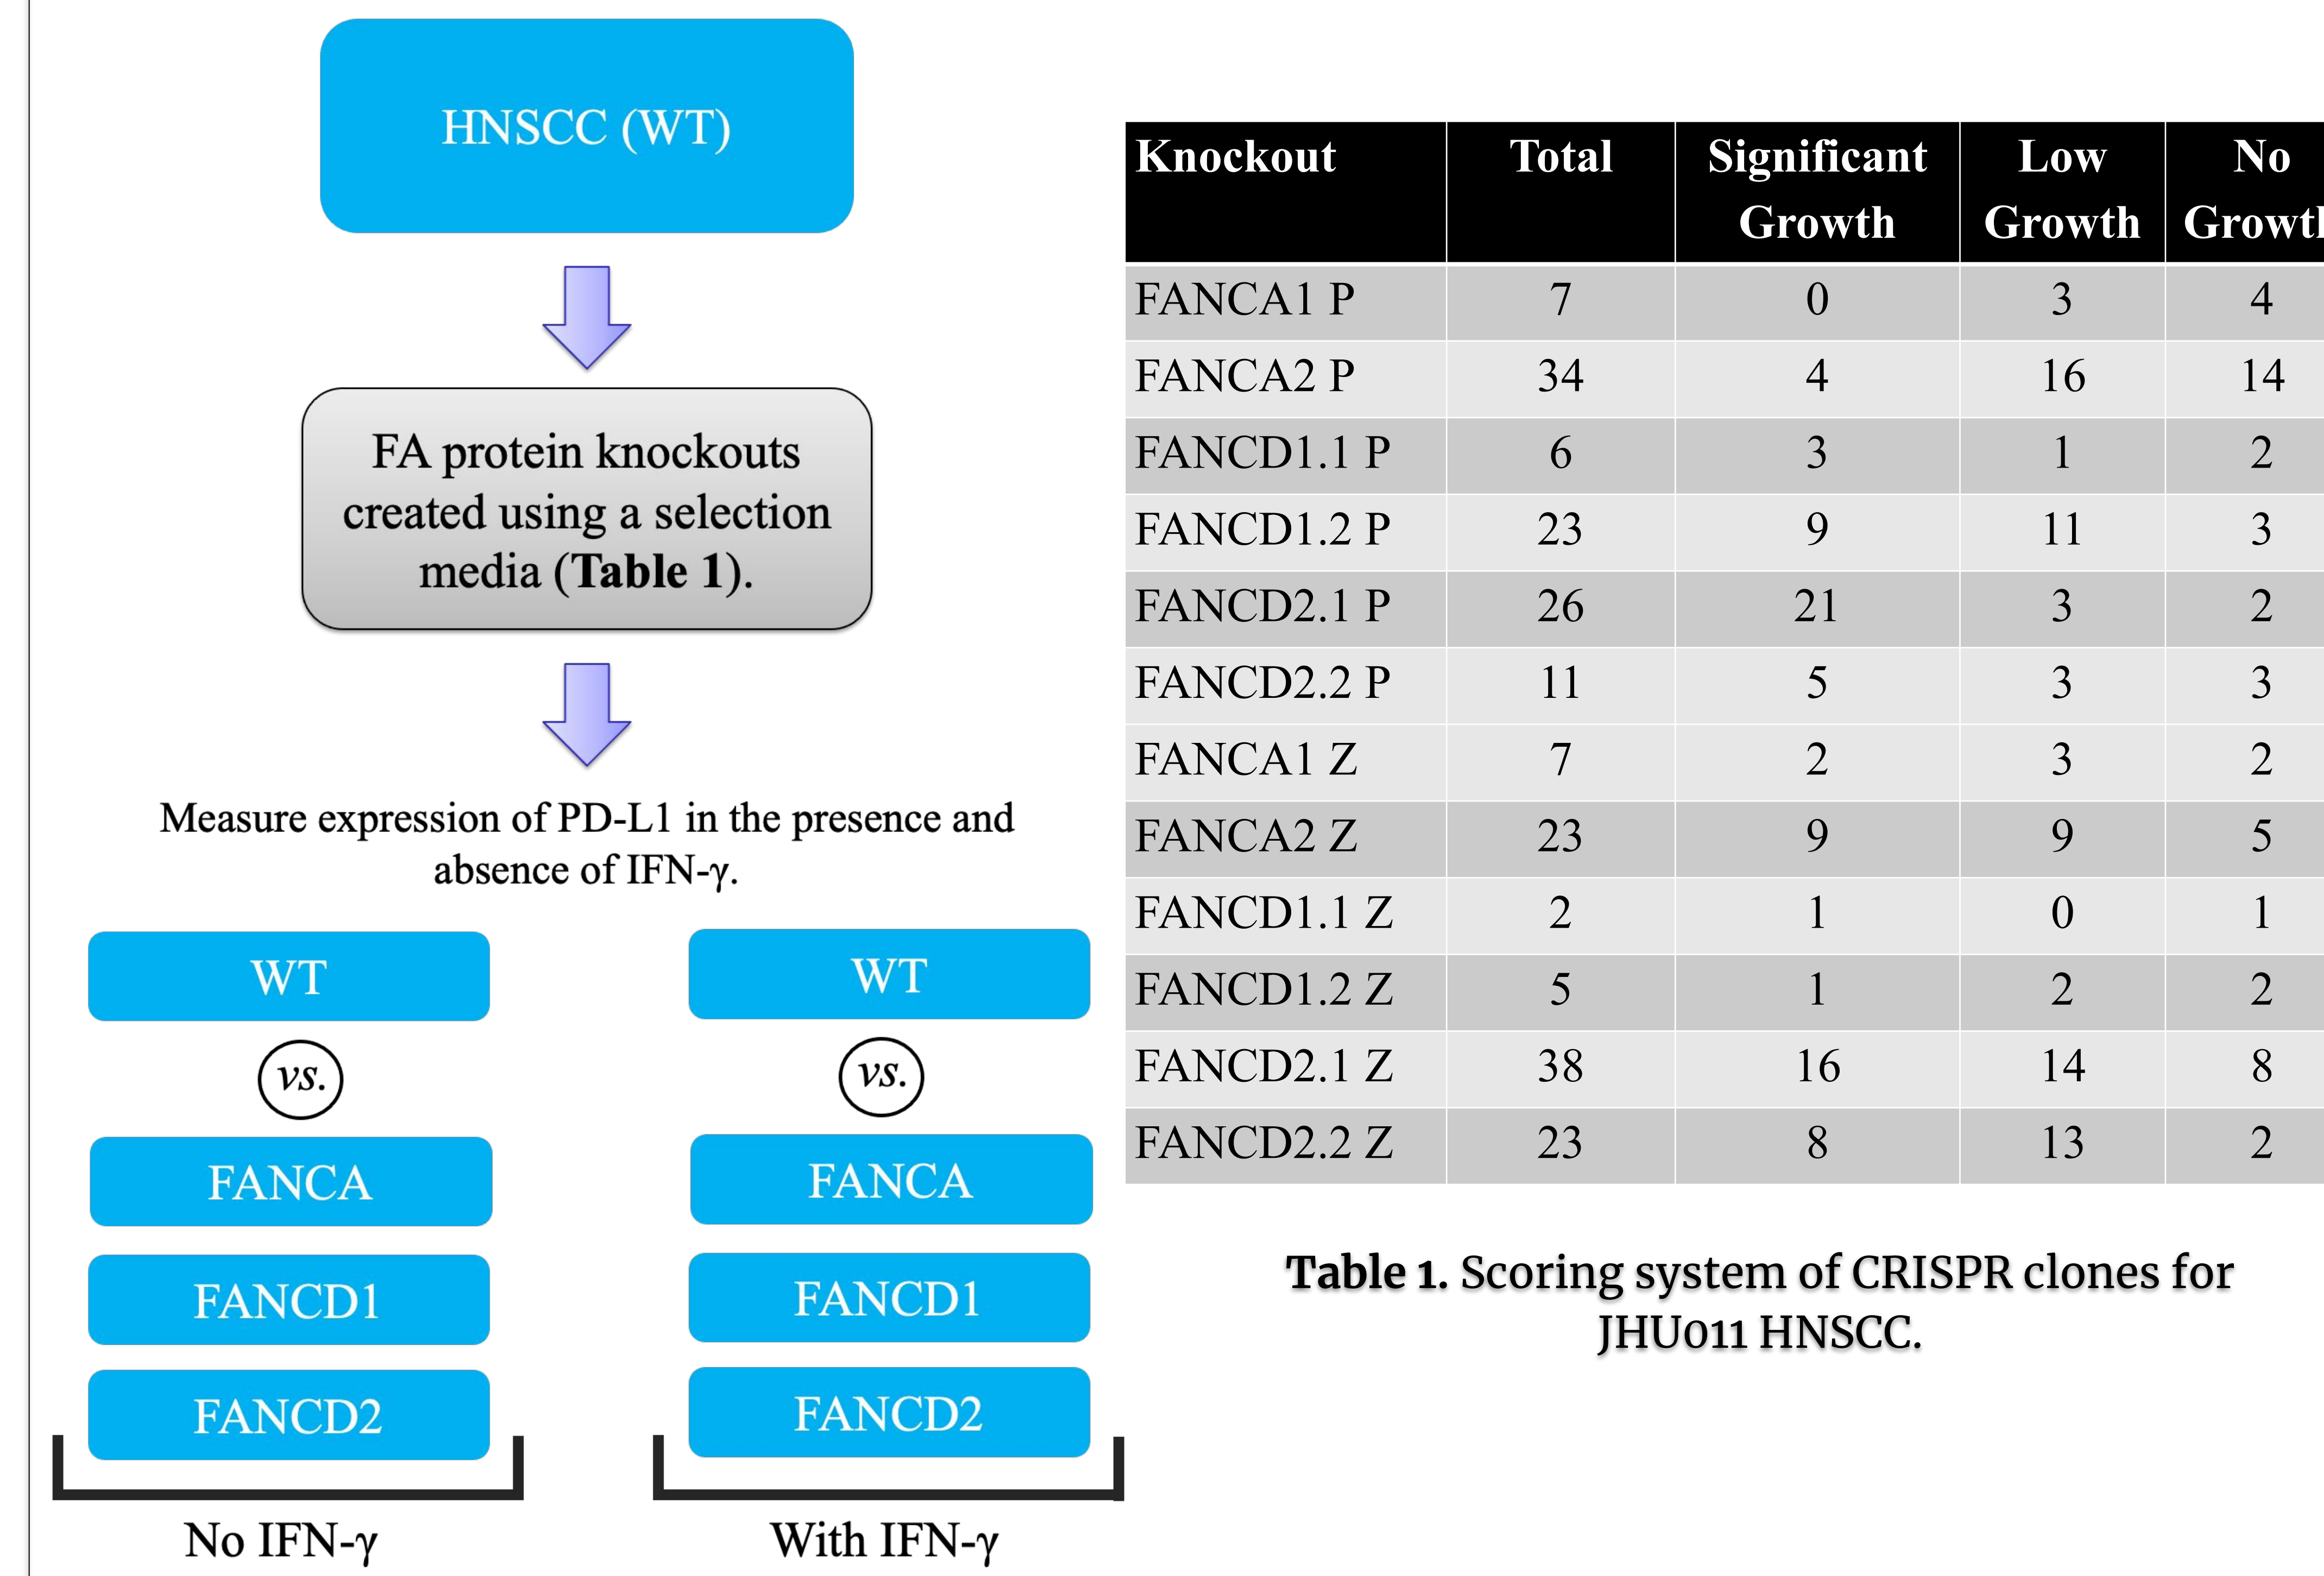 HNSCC (WT)
FA protein knockouts
created using a selection
media (Table 1).
Measure expression of PD-L1 in the presence and
absence of IFN-γ.
WT
vs.
FANCA
FANCD1
FANCD2
No IFN-γ
WT
vs.
FANCA
FANCD1
FANCD2
With IFN-γ
Knockout Total Significant Growth Low Growth No Growth
FANCA1 P 7 0 3 4
FANCA2 P 34 4 16 14
FANCD1.1 P 6 3 1 2
FANCD1.2 P 23 9 11 3
FANCD2.1 P 26 21 3 2
FANCD2.2 P 11 5 3 3
FANCA1 Z 7 2 3 2
FANCA2 Z 23 9 9 5
FANCD1.1 Z 2 1 0 1
FANCD1.2 Z 5 1 2 2
FANCD2.1 Z 38 16 14 8
FANCD2.2 Z 23 8 13 2
Table 1. Scoring system of CRISPR clones for
JHU011 HNSCC.